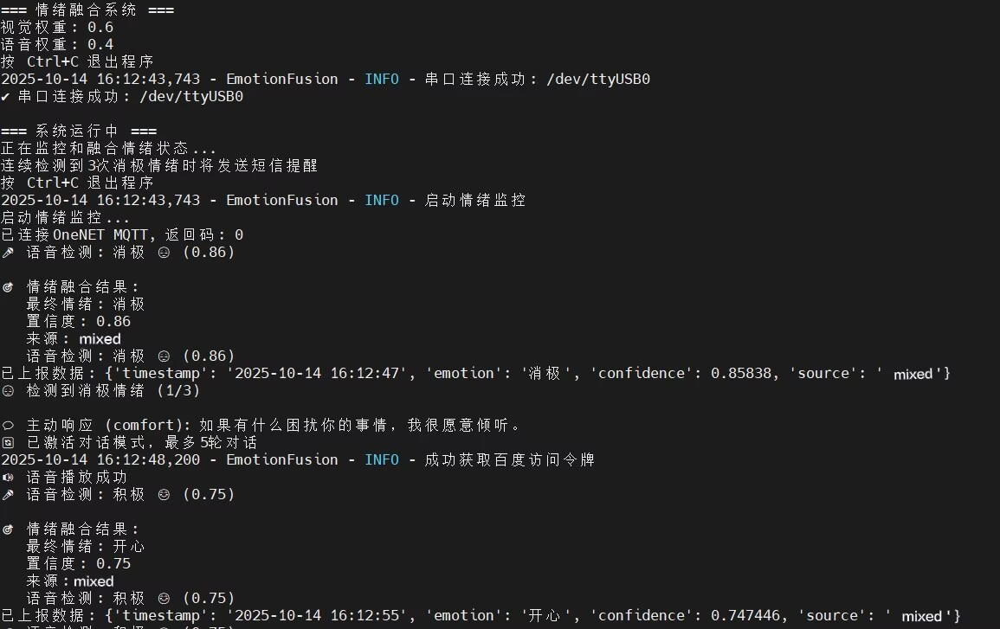 === 情绪融合系统 ===
视觉权重: 0.6
语音权重: 0.4
按 Ctrl+C 退出程序
2025-10-14 16:12:43,743 - EmotionFusion - INFO - 串口连接成功: /dev/ttyUSB0
✔ 串口连接成功: /dev/ttyUSB0
=== 系统运行中 ===
正在监控和融合情绪状态...
连续检测到3次消极情绪时将发送短信提醒
按 Ctrl+C 退出程序
2025-10-14 16:12:43,743 - EmotionFusion - INFO - 启动情绪监控
启动情绪监控...
已连接OneNET MQTT, 返回码: 0
🎤 语音检测: 消极 😔 (0.86)
🎯 情绪融合结果:
最终情绪: 消极
置信度: 0.86
来源: mixed
语音检测: 消极 😔 (0.86)
已上报数据: {'timestamp': '2025-10-14 16:12:47', 'emotion': '消极', 'confidence': 0.85838, 'source': ' mixed'}
😔 检测到消极情绪 (1/3)
💬 主动响应 (comfort): 如果有什么困扰你的事情，我很愿意倾听。
🔄 已激活对话模式，最多5轮对话
2025-10-14 16:12:48,200 - EmotionFusion - INFO - 成功获取百度访问令牌
🔊 语音播放成功
🎤 语音检测: 积极 😊 (0.75)
🎯 情绪融合结果:
最终情绪: 开心
置信度: 0.75
来源: mixed
语音检测: 积极 😊 (0.75)
已上报数据: {'timestamp': '2025-10-14 16:12:55', 'emotion': '开心', 'confidence': 0.747446, 'source': ' mixed'}